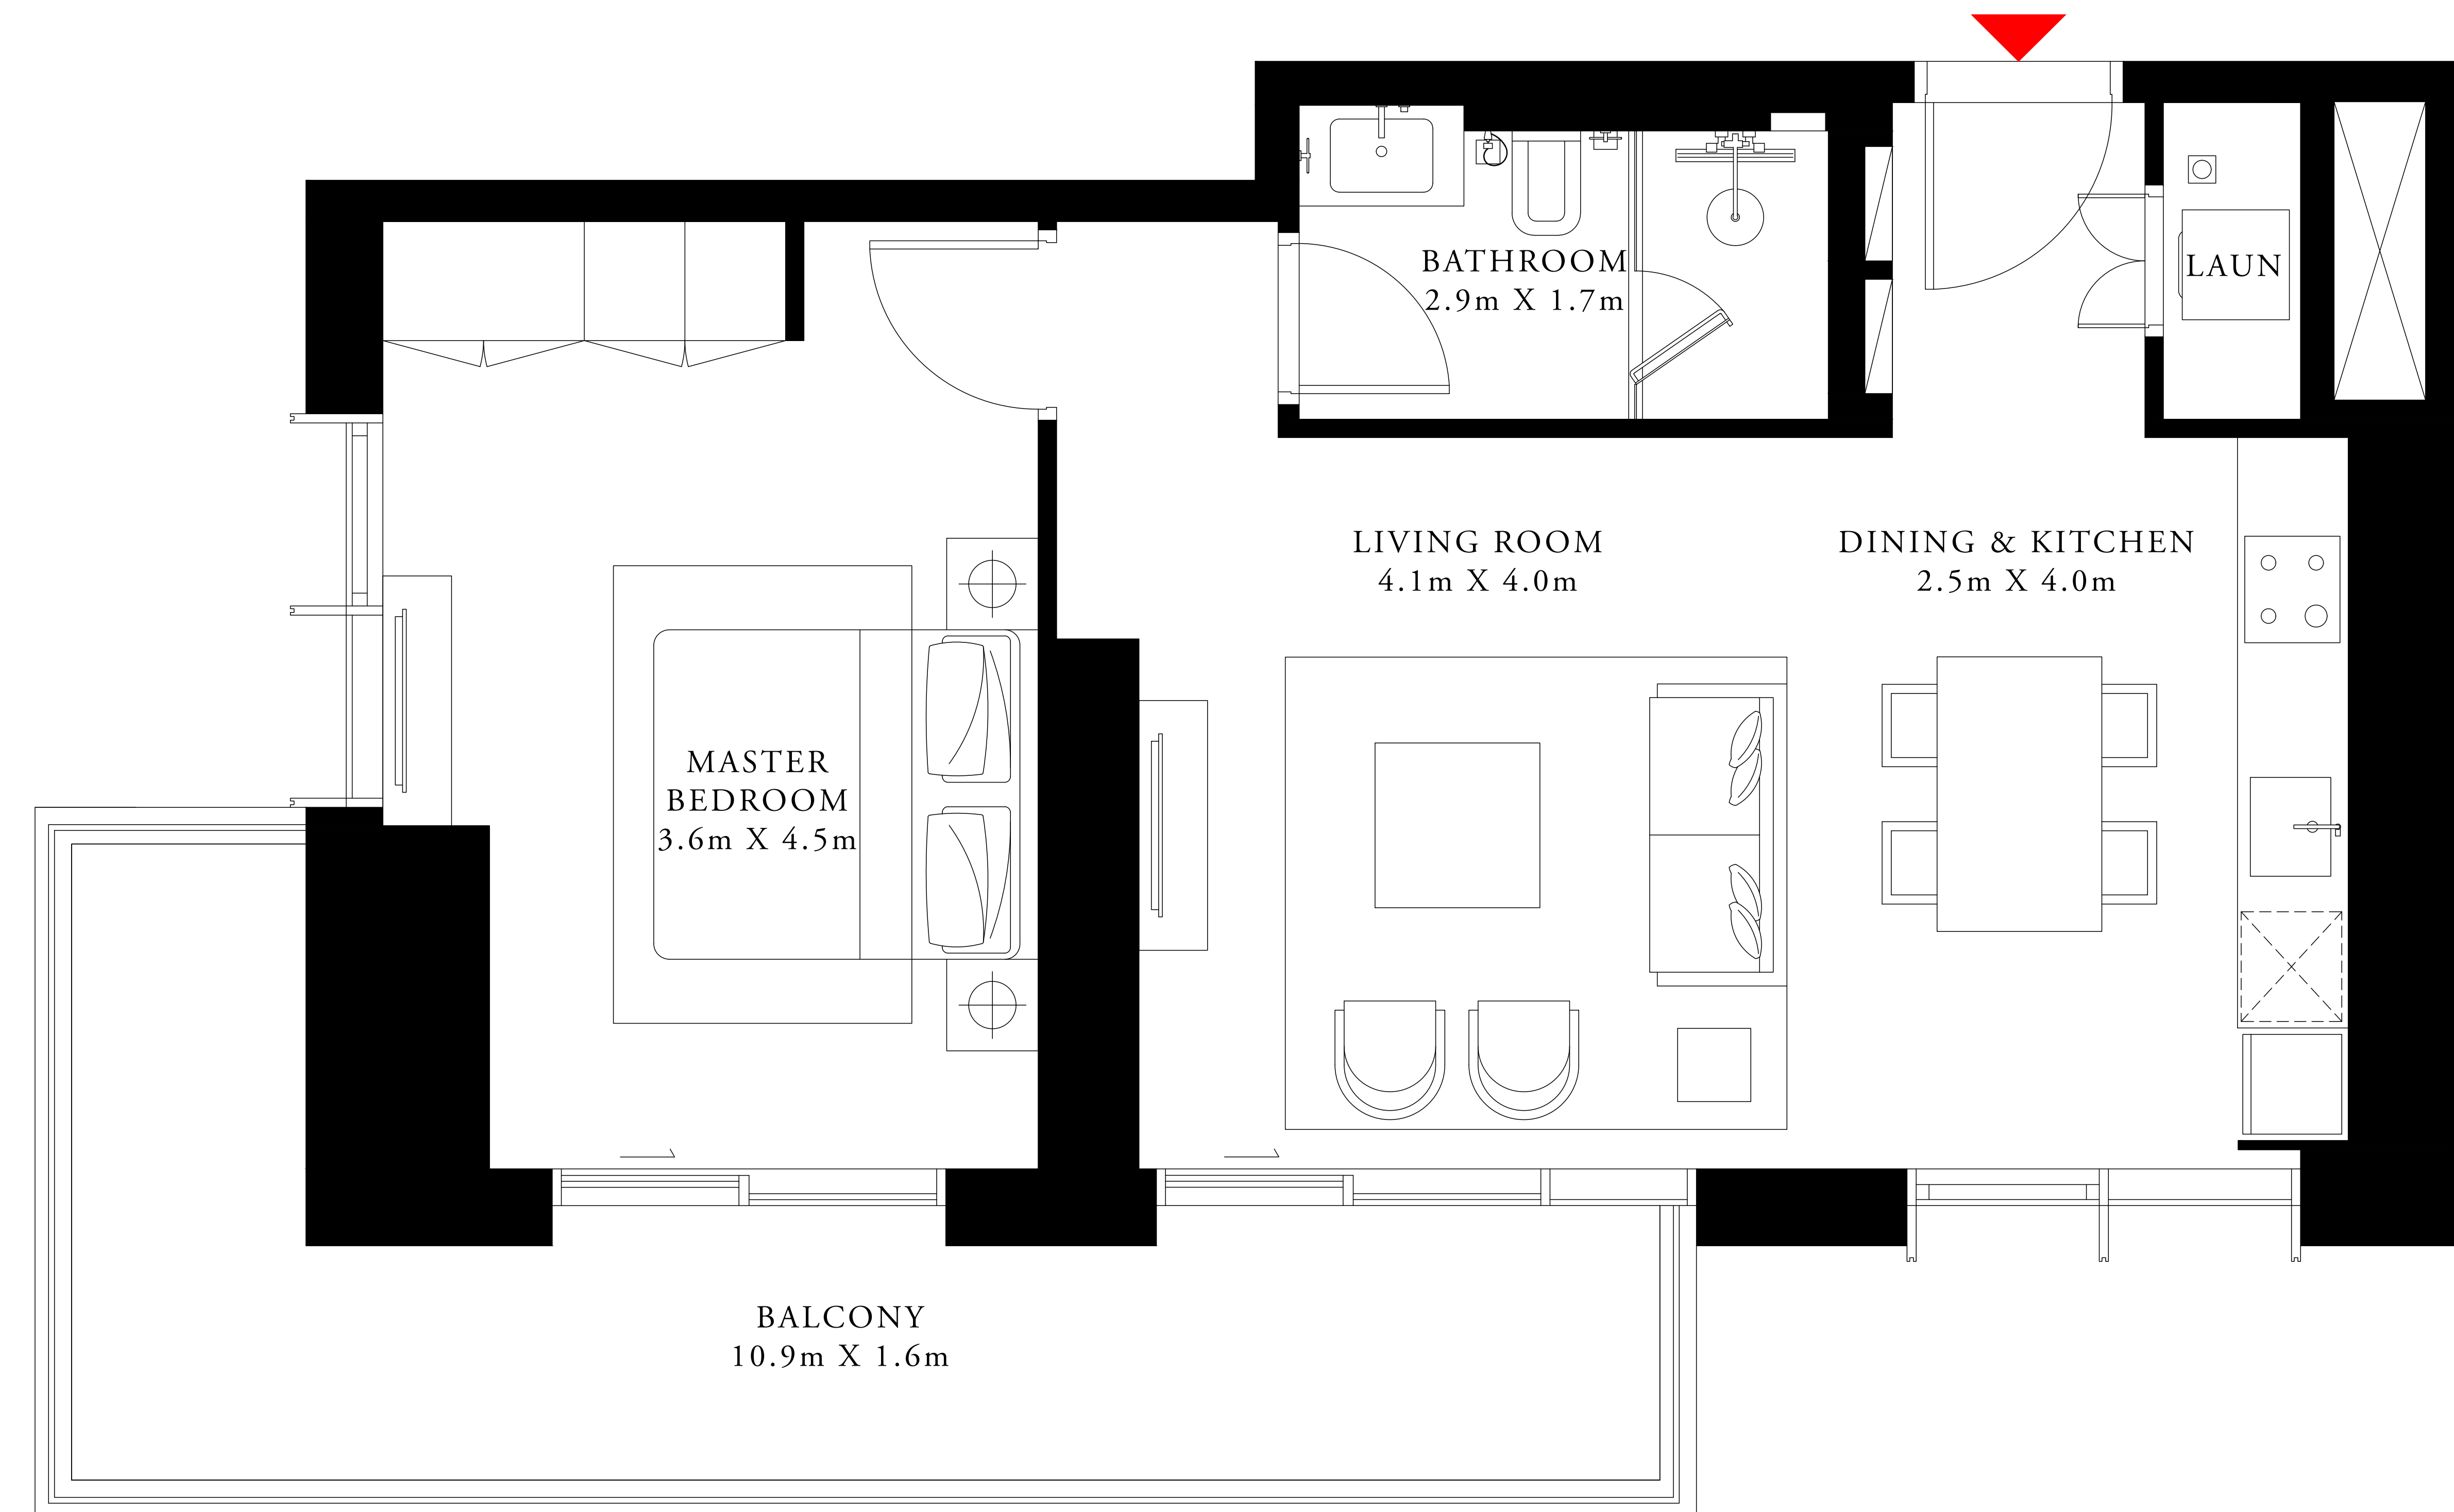 BATHROOM
2.9m X 1.7m
LAUN
LIVING ROOM
4.1m X 4.0m
DINING & KITCHEN
2.5m X 4.0m
MASTER
BEDROOM
3.6m X 4.5m
BALCONY
10.9m X 1.6m